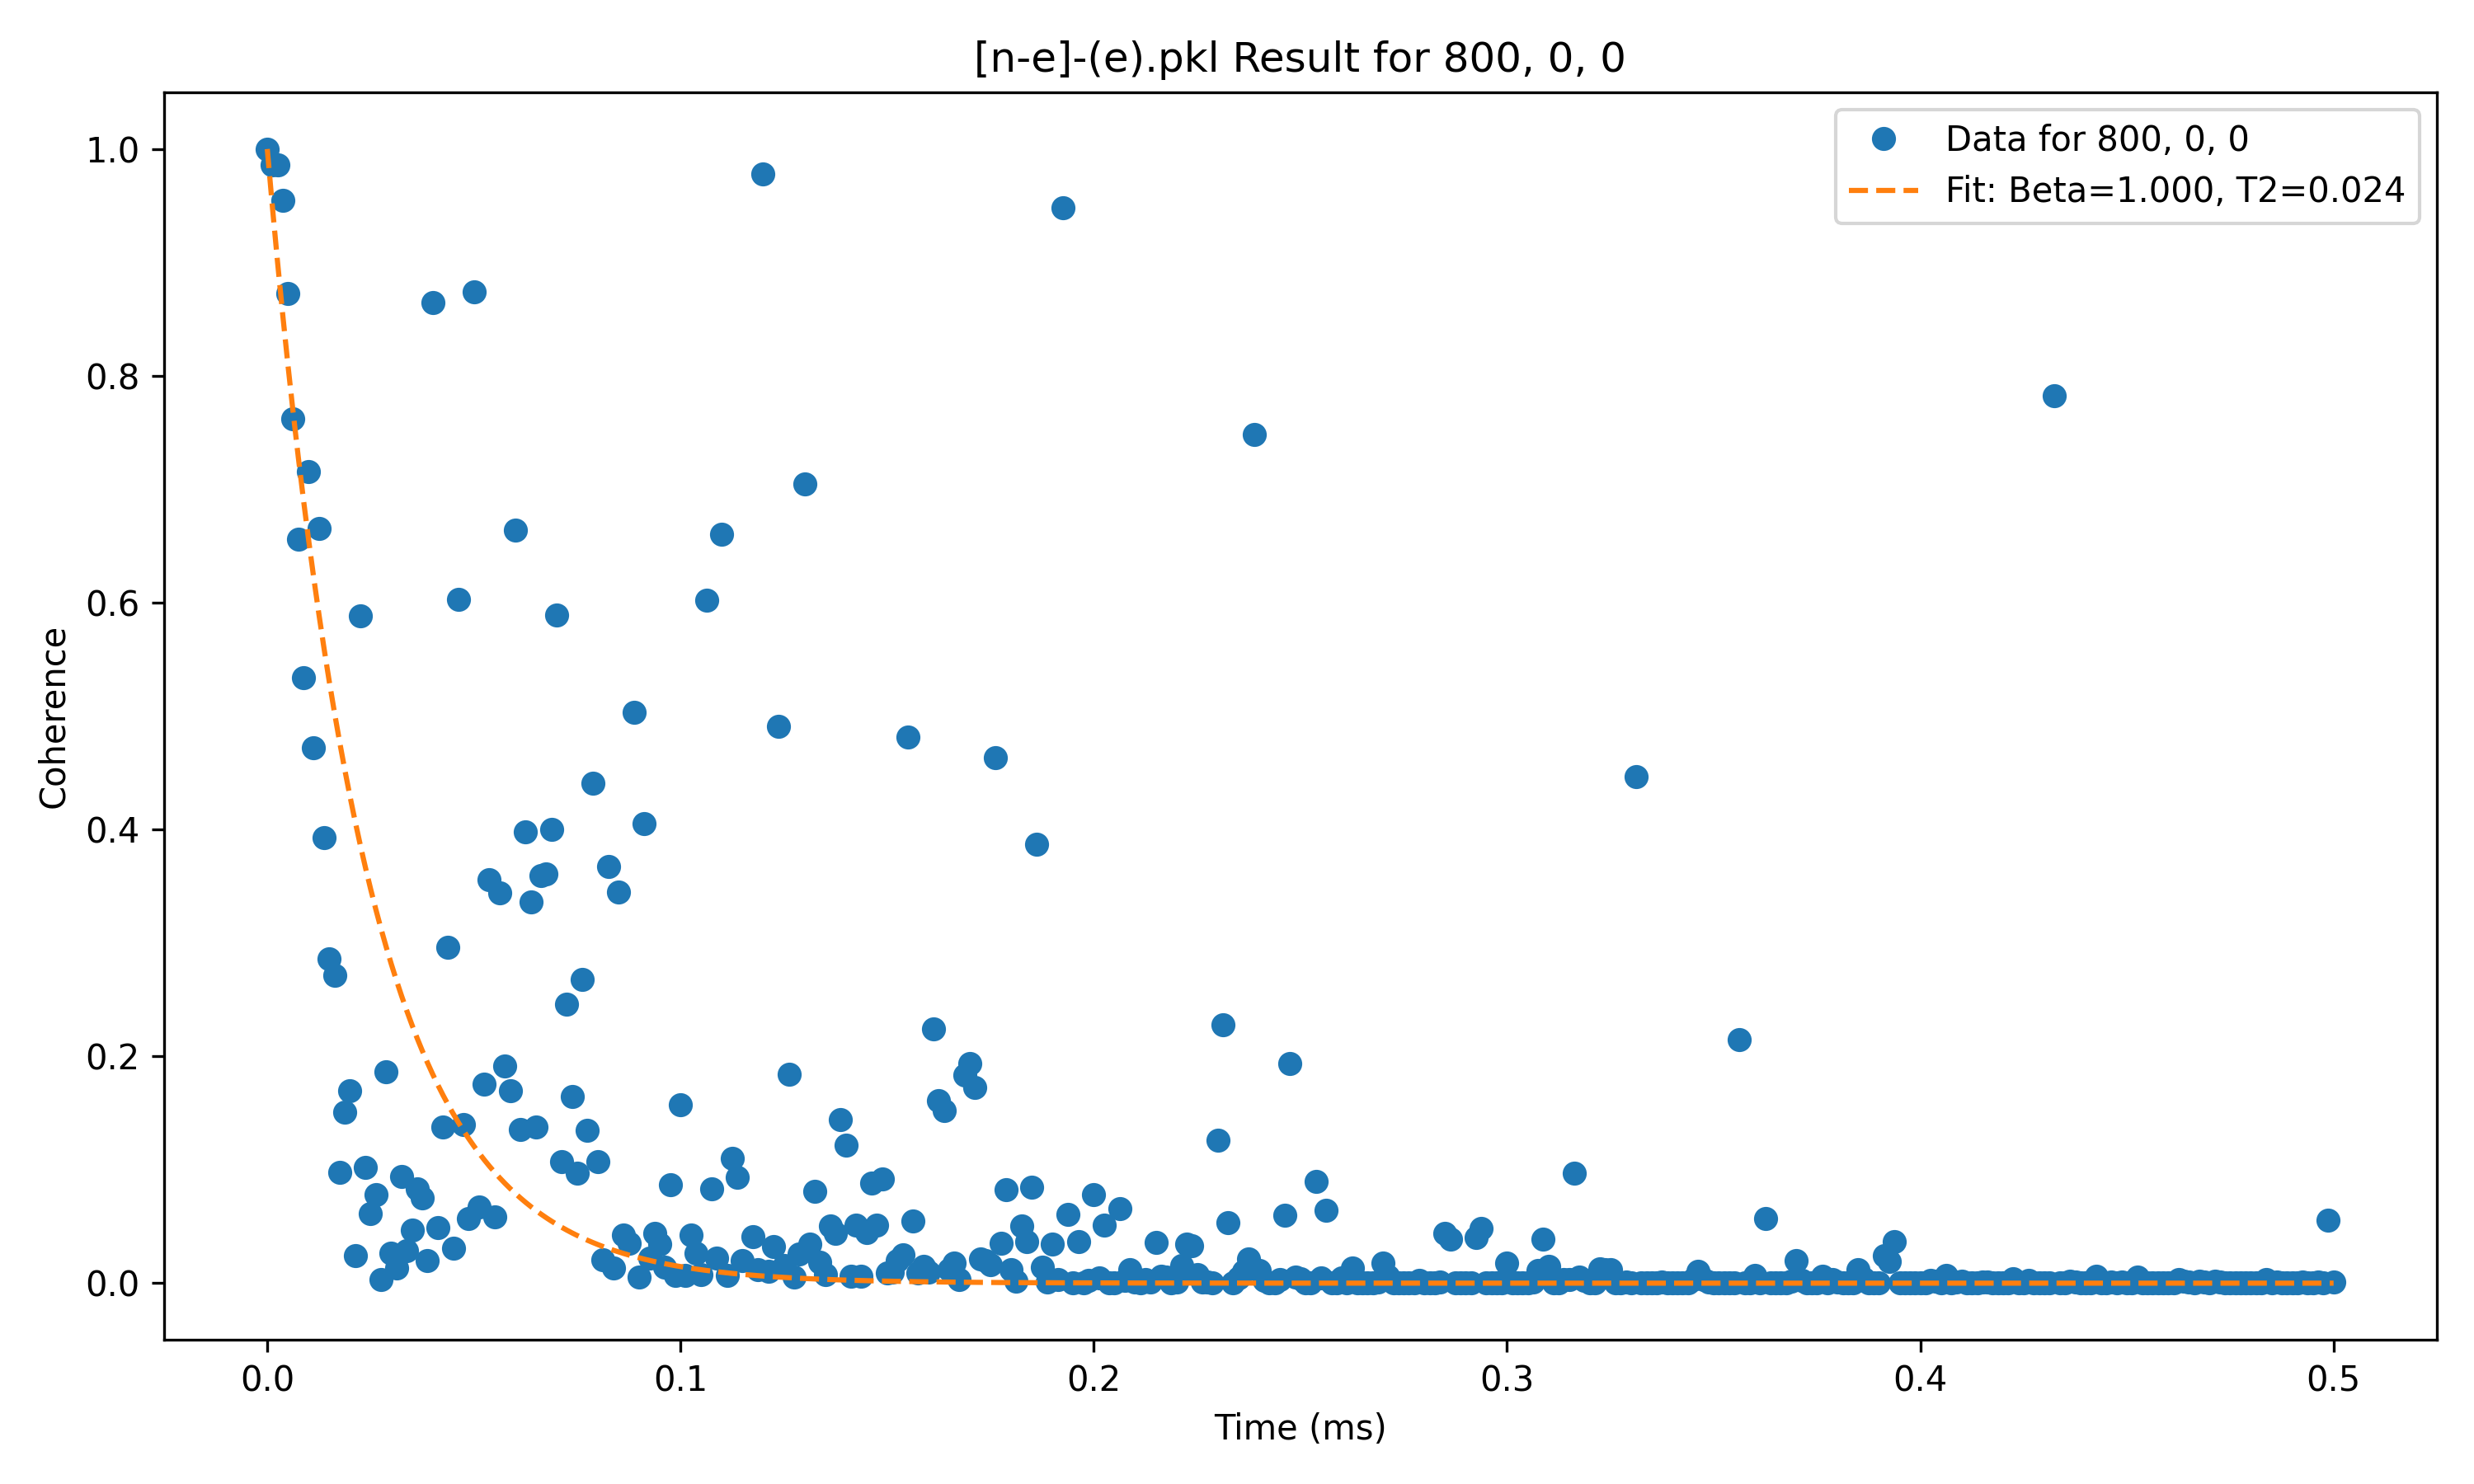 [n-e]-(e).pkl Result for 800, 0, 0
Data for 800, 0, 0
Fit: Beta=1.000, T2=0.024
1.0
0.8
0.6
0.4
0.2
0.0
Coherence
0.0 0.1 0.2 0.3 0.4 0.5
Time (ms)